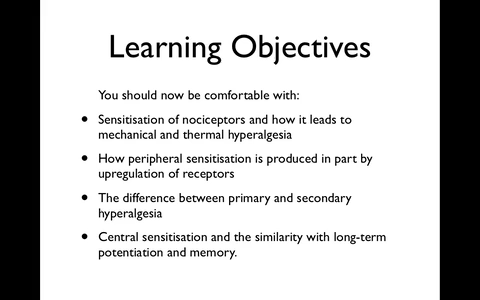 Learning Objectives
You should now be comfortable with:
• Sensitisation of nociceptors and how it leads to
mechanical and thermal hyperalgesia
• How peripheral sensitisation is produced in part by
upregulation of receptors
• The difference between primary and secondary
hyperalgesia
• Central sensitisation and the similarity with long-term
potentiation and memory.